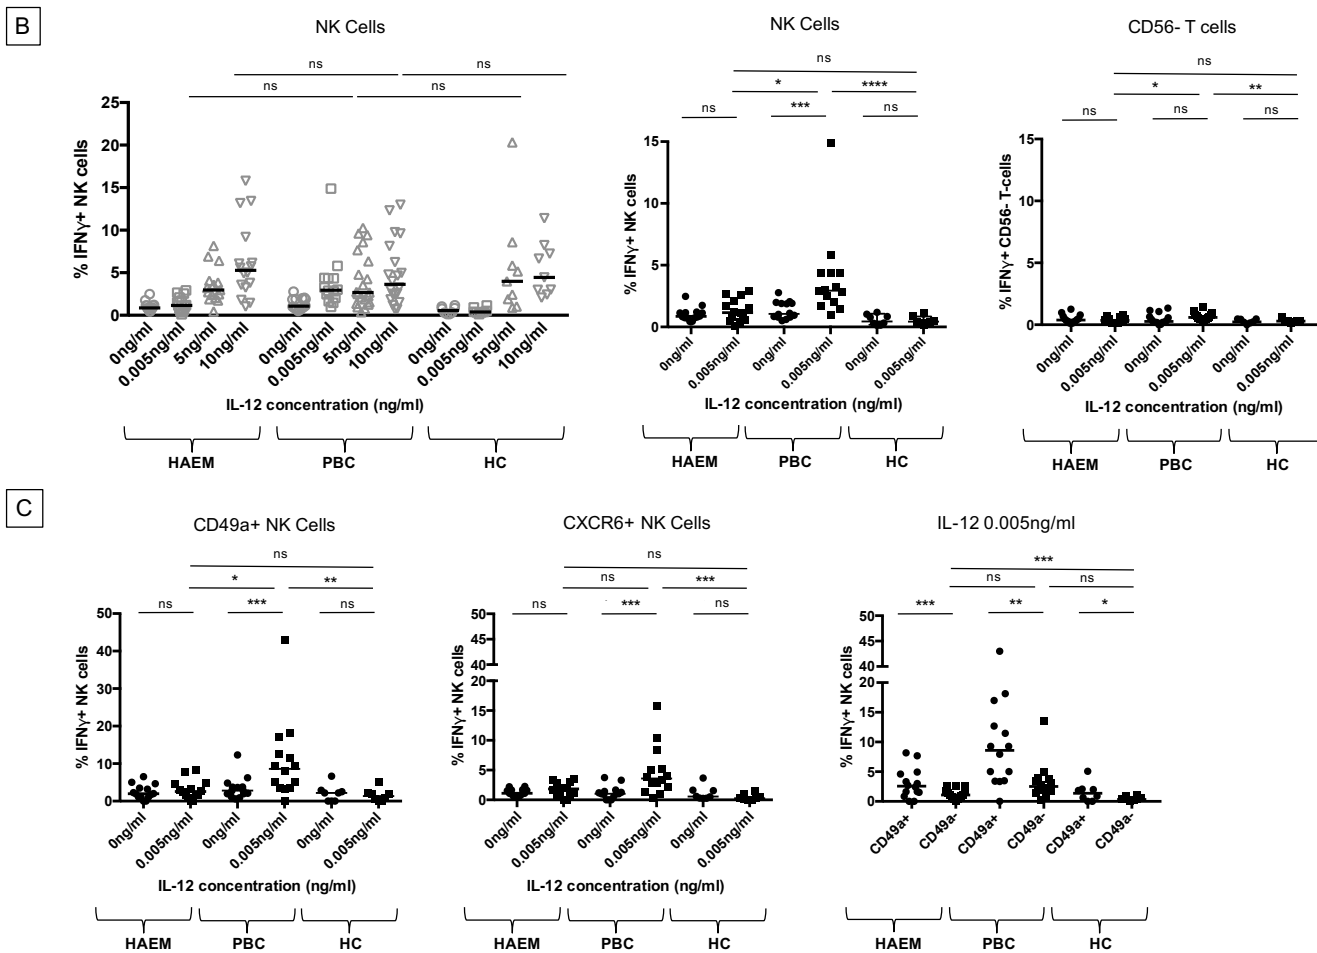 B
NK Cells
ns
ns
ns
ns
25
20
15
10
5
0
% IFNγ+ NK cells
0ng/ml
0.005ng/ml
5ng/ml
10ng/ml
0ng/ml
0.005ng/ml
5ng/ml
10ng/ml
0ng/ml
0.005ng/ml
5ng/ml
10ng/ml
IL-12 concentration (ng/ml)
HAEM
PBC
HC
NK Cells
ns
*
****
ns
***
ns
15
10
5
0
% IFNγ+ NK cells
0ng/ml
0.005ng/ml
0ng/ml
0.005ng/ml
0ng/ml
0.005ng/ml
IL-12 concentration (ng/ml)
HAEM
PBC
HC
CD56- T cells
ns
*
**
ns
ns
ns
15
10
5
0
% IFNγ+ CD56- T-cells
0ng/ml
0.005ng/ml
0ng/ml
0.005ng/ml
0ng/ml
0.005ng/ml
IL-12 concentration (ng/ml)
HAEM
PBC
HC
C
CD49a+ NK Cells
ns
*
**
ns
***
ns
50
40
30
20
10
0
% IFNγ+ NK cells
0ng/ml
0.005ng/ml
0ng/ml
0.005ng/ml
0ng/ml
0.005ng/ml
IL-12 concentration (ng/ml)
HAEM
PBC
HC
CXCR6+ NK Cells
ns
ns
***
ns
***
ns
50
45
40
20
15
10
5
0
% IFNγ+ NK cells
0ng/ml
0.005ng/ml
0ng/ml
0.005ng/ml
0ng/ml
0.005ng/ml
IL-12 concentration (ng/ml)
HAEM
PBC
HC
IL-12 0.005ng/ml
***
ns
ns
***
**
*
50
45
40
20
15
10
5
0
% IFNγ+ NK cells
CD49a+
CD49a-
CD49a+
CD49a-
CD49a+
CD49a-
HAEM
PBC
HC